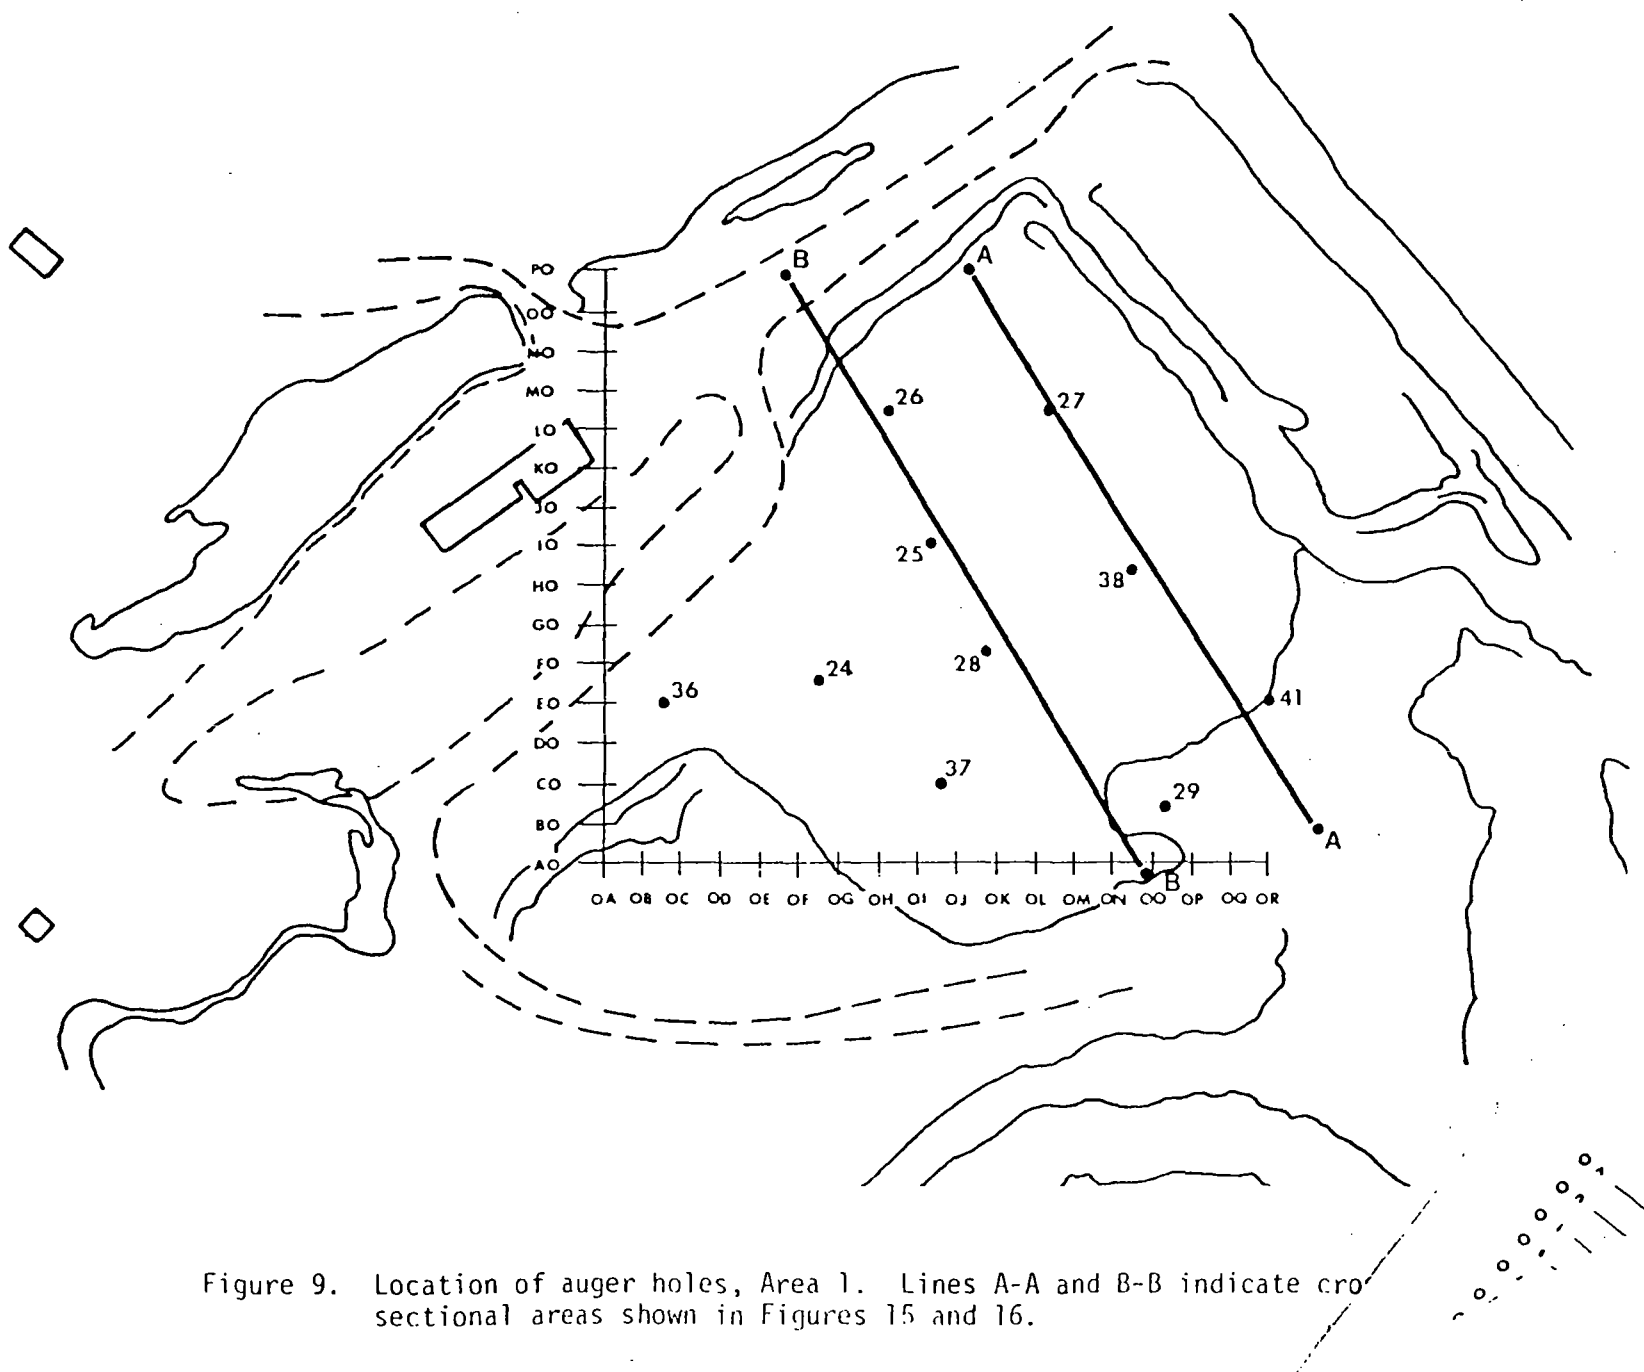 B
A
PO
OO
NO
MO
LO
KO
JO
IO
HO
GO
FO
EO
DO
CO
BO
AO
26
27
25
38
28
24
36
41
37
29
A
B
OA OB OC OD OE OF OG OH OI OJ OK OL OM ON OO OP OQ OR
Figure 9. Location of auger holes, Area 1. Lines A-A and B-B indicate cro
sectional areas shown in Figures 15 and 16.